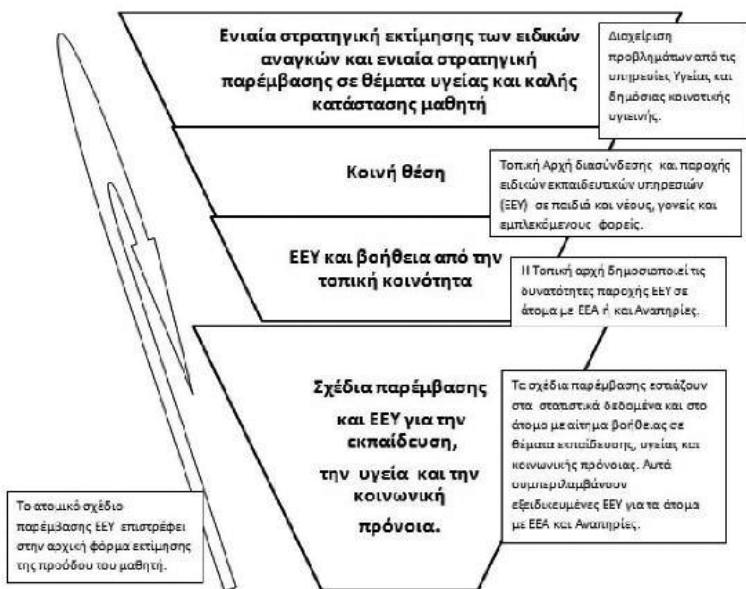 Ενιαία στρατηγική εκτίμησης των ειδικών
αναγκών και ενιαία στρατηγική
παρέμβασης σε θέματα υγείας και καλής
κατάστασης μαθητή
Διαχείριση
προβλημάτων από τις
υπηρεσίες Υγείας και
δημόσιας κοινοτικής
υγιεινής.
Κοινή θέση
Τοπική Αρχή διασύνδεσης και παροχής
ειδικών εκπαιδευτικών υπηρεσιών
(ΕΕΥ) σε παιδιά και νέους, γονείς και
εμπλεκόμενους φορείς.
ΕΕΥ και βοήθεια από την
τοπική κοινότητα
Η Τοπική αρχή δημοσιοποιεί τις
δυνατότητες παροχής ΕΕΥ σε
άτομα με ΕΕΑ ή και Αναπηρίες.
Σχέδια παρέμβασης
και ΕΕΥ για την
εκπαίδευση,
την υγεία και την
κοινωνική
πρόνοια.
Τα σχέδια παρέμβασης εστιάζουν
στα στατιστικά δεδομένα και στο
άτομο με αίτημα βοήθειας σε
θέματα εκπαίδευσης, υγείας και
κοινωνικής πρόνοιας. Αυτά
συμπεριλαμβάνουν
εξειδικευμένες ΕΕΥ για τα άτομα
με ΕΕΑ και Αναπηρίες.
Το ατομικό σχέδιο
παρέμβασης ΕΕΥ επιστρέφει
στην αρχική φόρμα εκτίμησης
της προόδου του μαθητή.